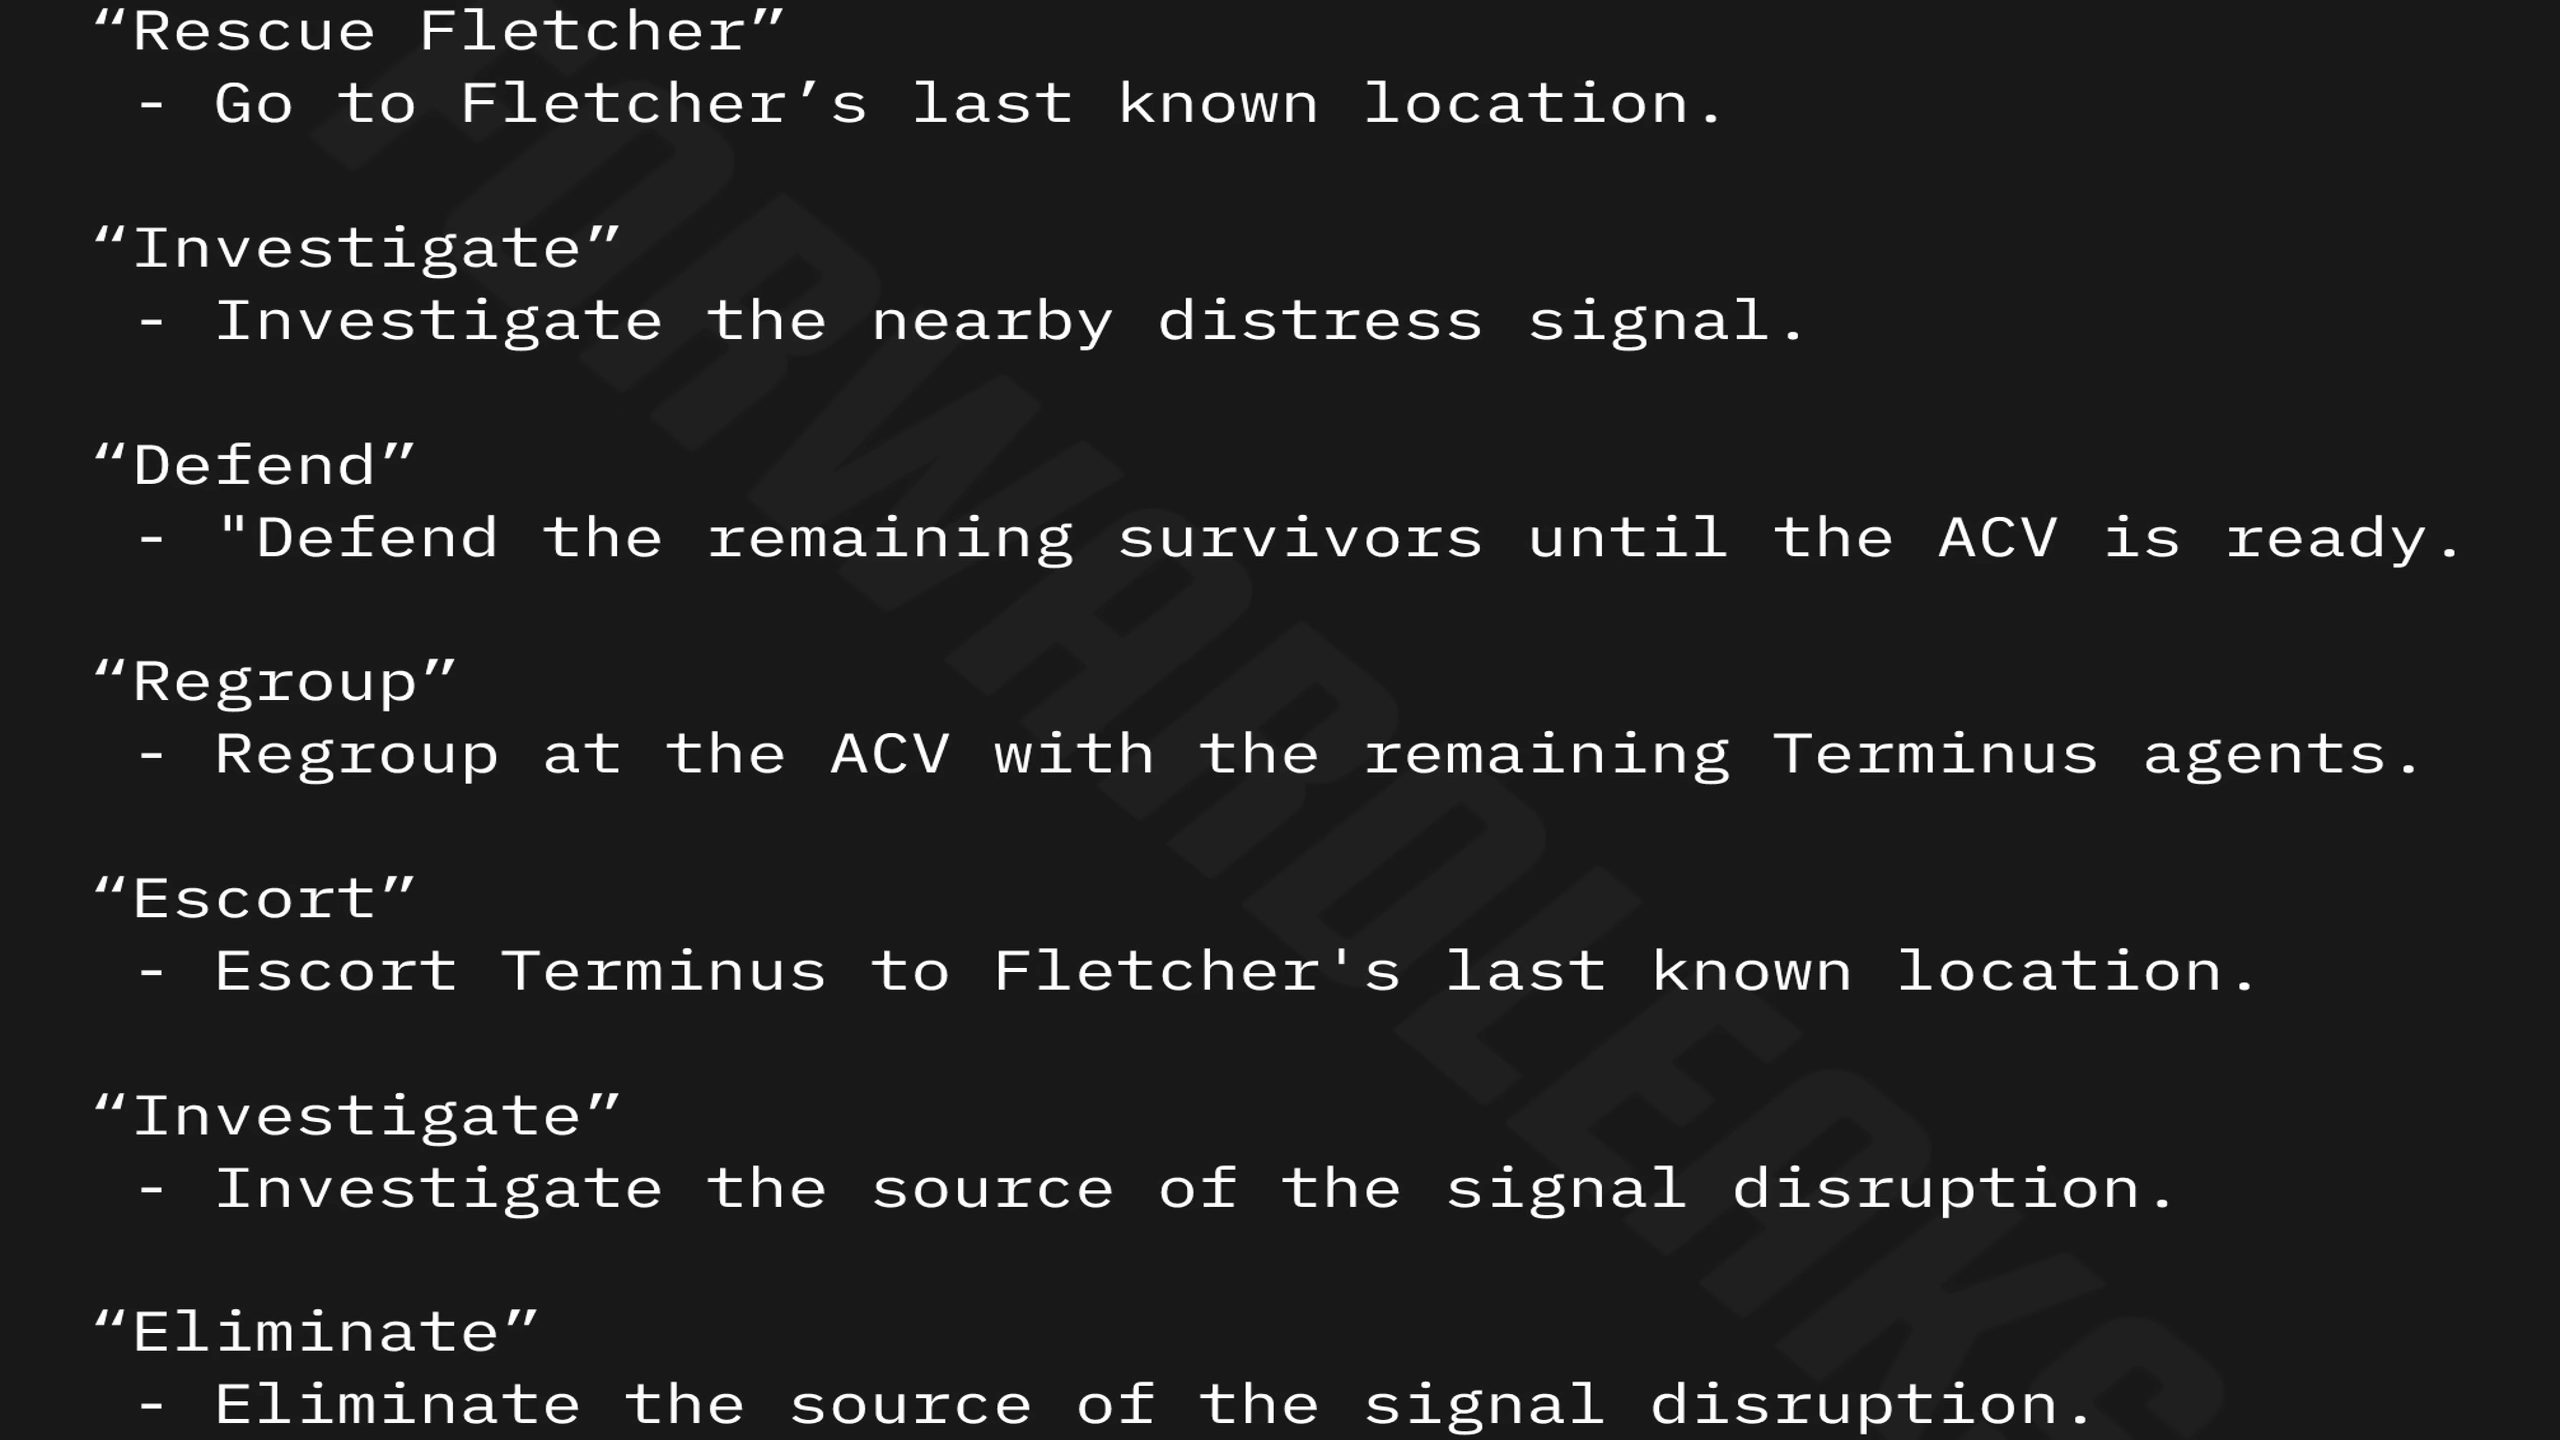 “Rescue Fletcher”
- Go to Fletcher’s last known location.
“Investigate”
- Investigate the nearby distress signal.
“Defend”
- "Defend the remaining survivors until the ACV is ready.
“Regroup”
- Regroup at the ACV with the remaining Terminus agents.
“Escort”
- Escort Terminus to Fletcher's last known location.
“Investigate”
- Investigate the source of the signal disruption.
“Eliminate”
- Eliminate the source of the signal disruption.
FORWARDLEAKS